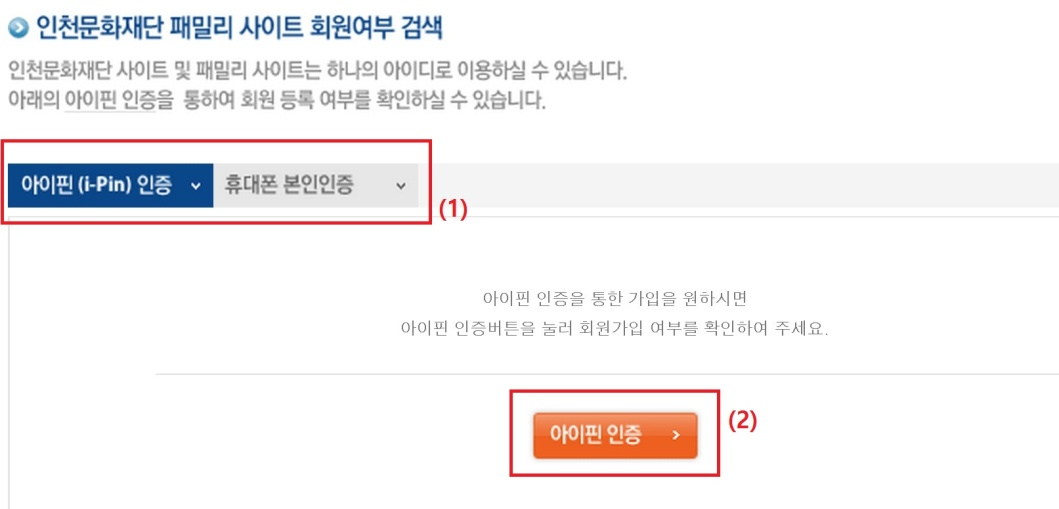 인천문화재단 패밀리 사이트 회원여부 검색
인천문화재단 사이트 및 패밀리 사이트는 하나의 아이디로 이용하실 수 있습니다.
아래의 아이핀 인증을 통하여 회원 등록 여부를 확인하실 수 있습니다.
아이핀 (i-Pin) 인증 휴대폰 본인인증
(1)
아이핀 인증을 통한 가입을 원하시면
아이핀 인증버튼을 눌러 회원가입 여부를 확인하여 주세요.
아이핀 인증
(2)